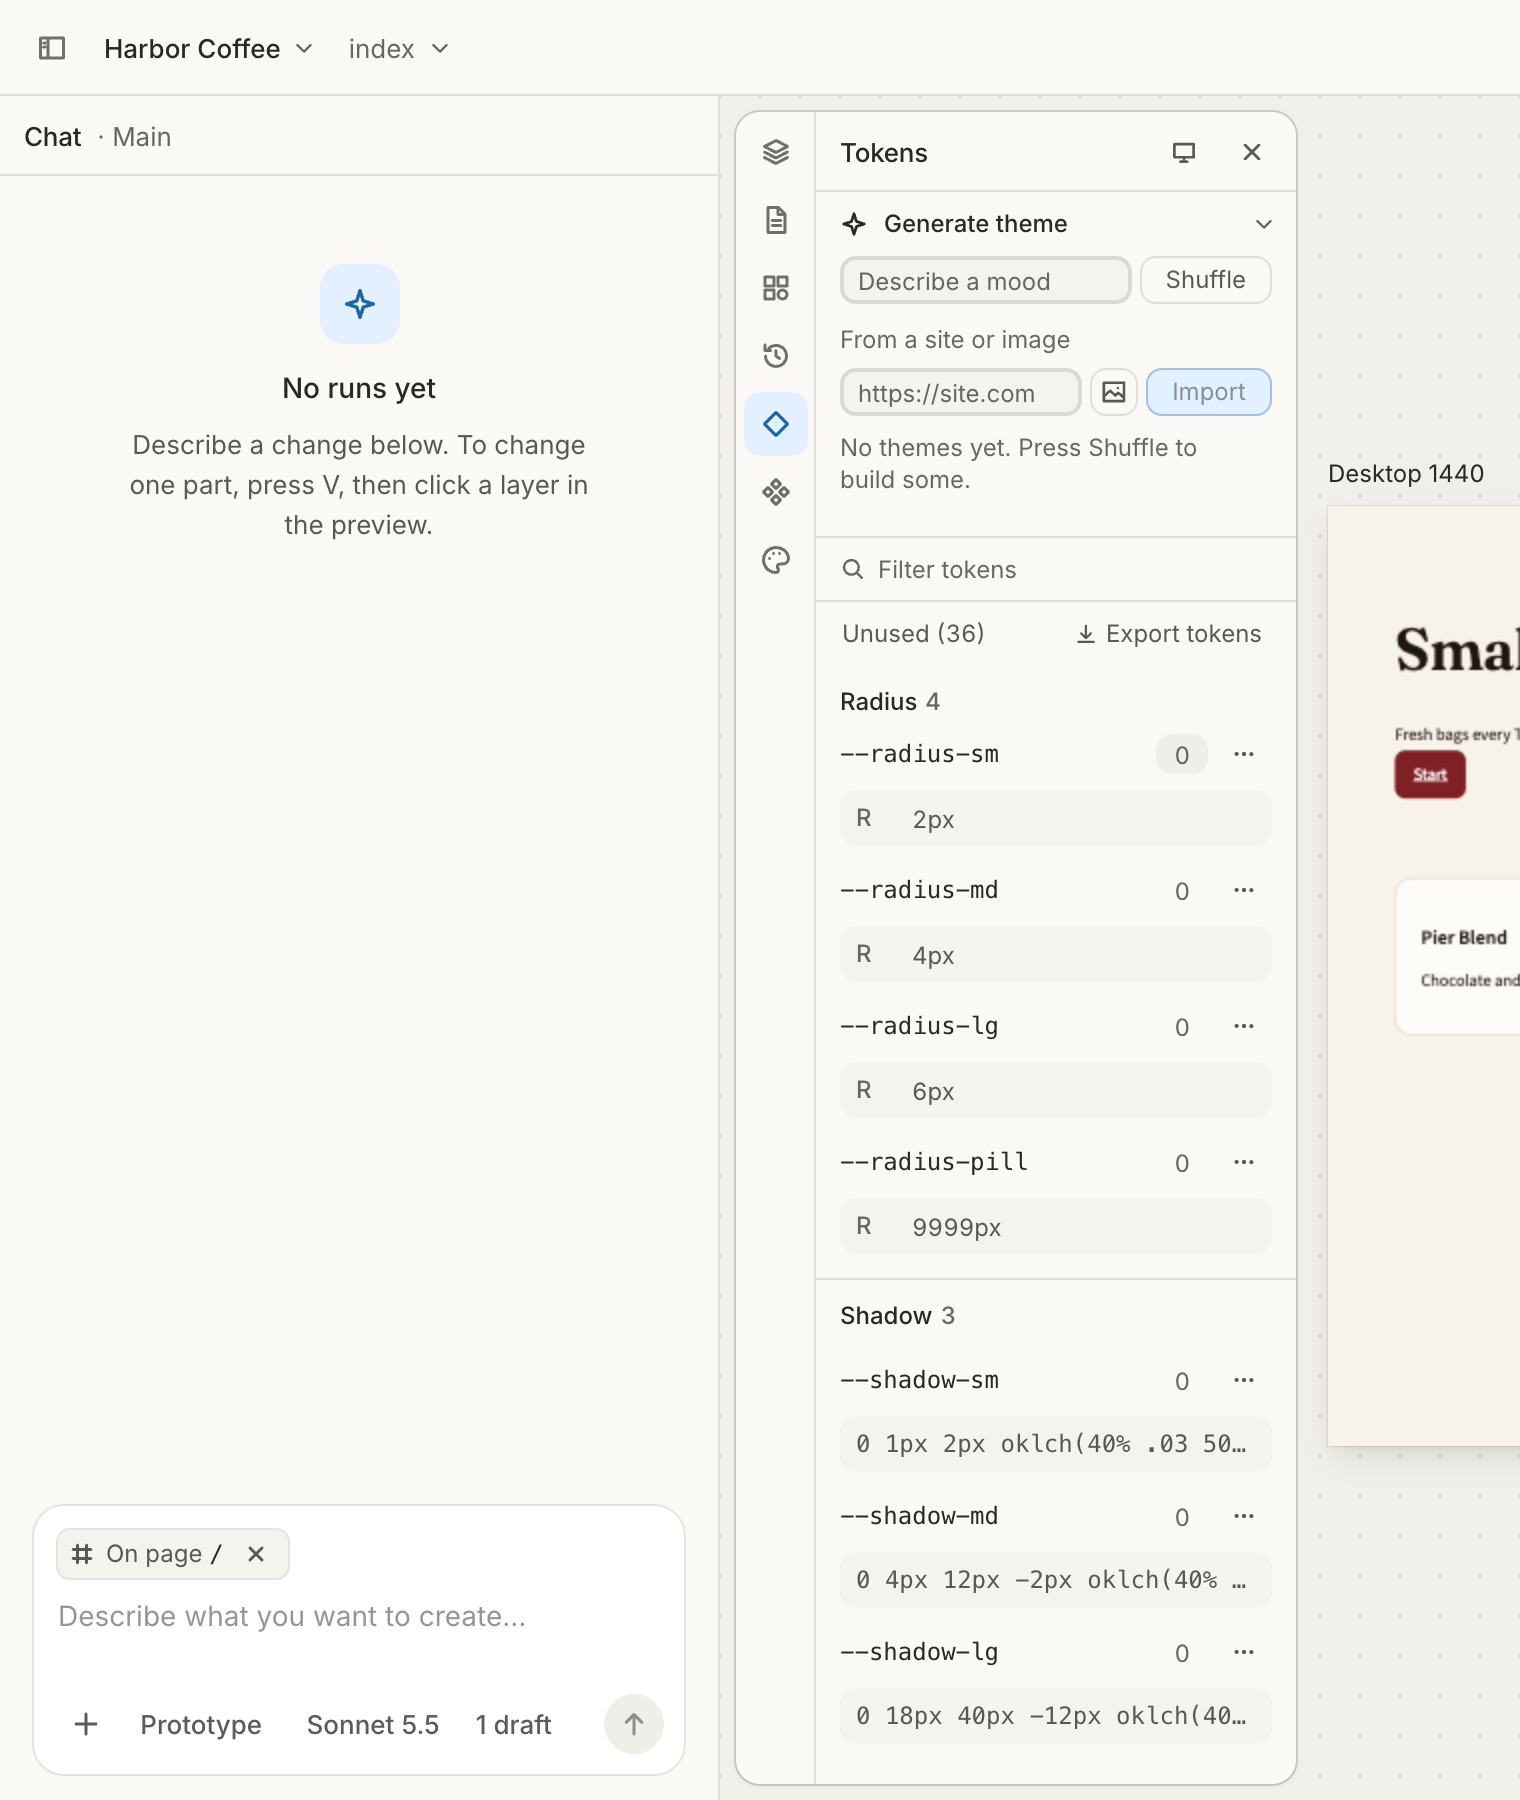 Harbor Coffee index
Chat · Main
No runs yet
Describe a change below. To change
one part, press V, then click a layer in
the preview.
On page /
Describe what you want to create...
Prototype Sonnet 5.5 1 draft
Tokens
Generate theme
Describe a mood Shuffle
From a site or image
https://site.com Import
No themes yet. Press Shuffle to
build some.
Filter tokens
Unused (36) Export tokens
Radius 4
--radius-sm 0
R 2px
--radius-md 0
R 4px
--radius-lg 0
R 6px
--radius-pill 0
R 9999px
Shadow 3
--shadow-sm 0
0 1px 2px oklch(40% .03 50…
--shadow-md 0
0 4px 12px -2px oklch(40% …
--shadow-lg 0
0 18px 40px -12px oklch(40…
Desktop 1440
Smal
Fresh bags every T
Start
Pier Blend
Chocolate and